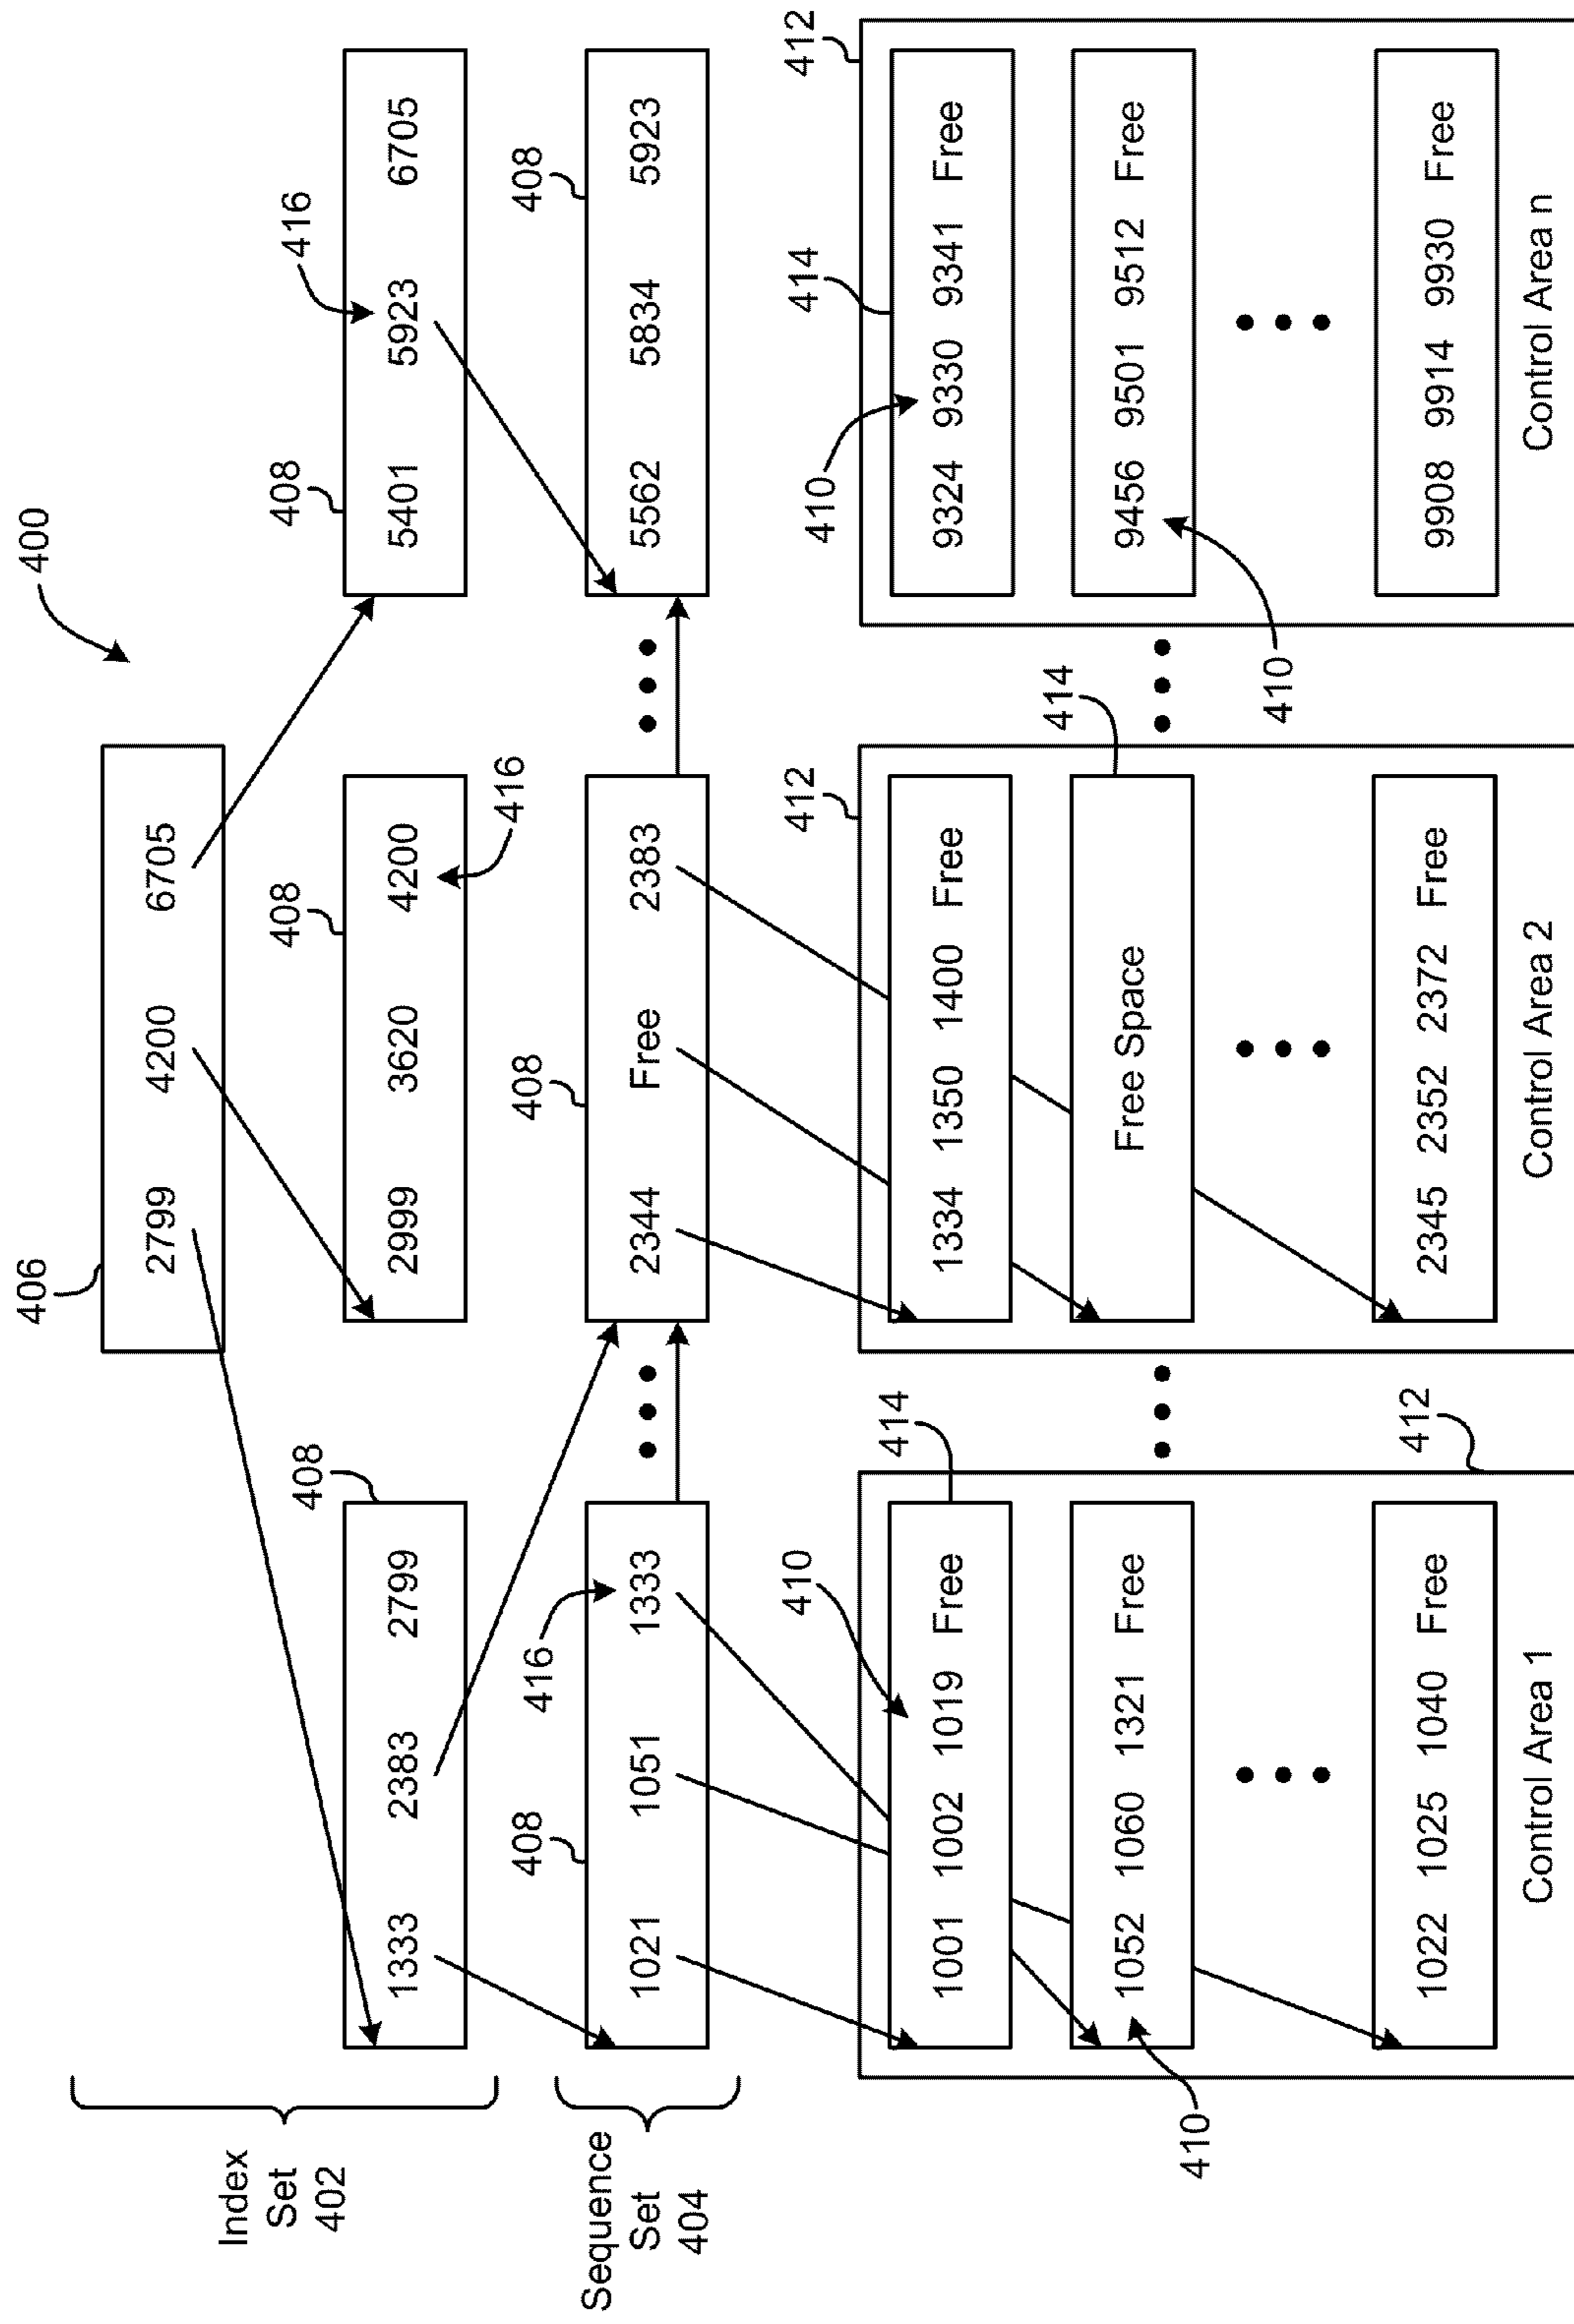 400
406
2799 4200 6705
Index
Set
402
408
408
408
416
1333 2383 2799
2999 3620 4200
5401 5923 6705
416
Sequence
Set
404
416
408
408
408
1021 1051 1333
2344 Free 2383
5562 5834 5923
410
414
412
410
414
412
1001 1002 1019 Free
1334 1350 1400 Free
9324 9330 9341 Free
414
1052 1060 1321 Free
Free Space
9456 9501 9512 Free
410
410
412
1022 1025 1040 Free
2345 2352 2372 Free
9908 9914 9930 Free
Control Area 1
Control Area 2
Control Area n